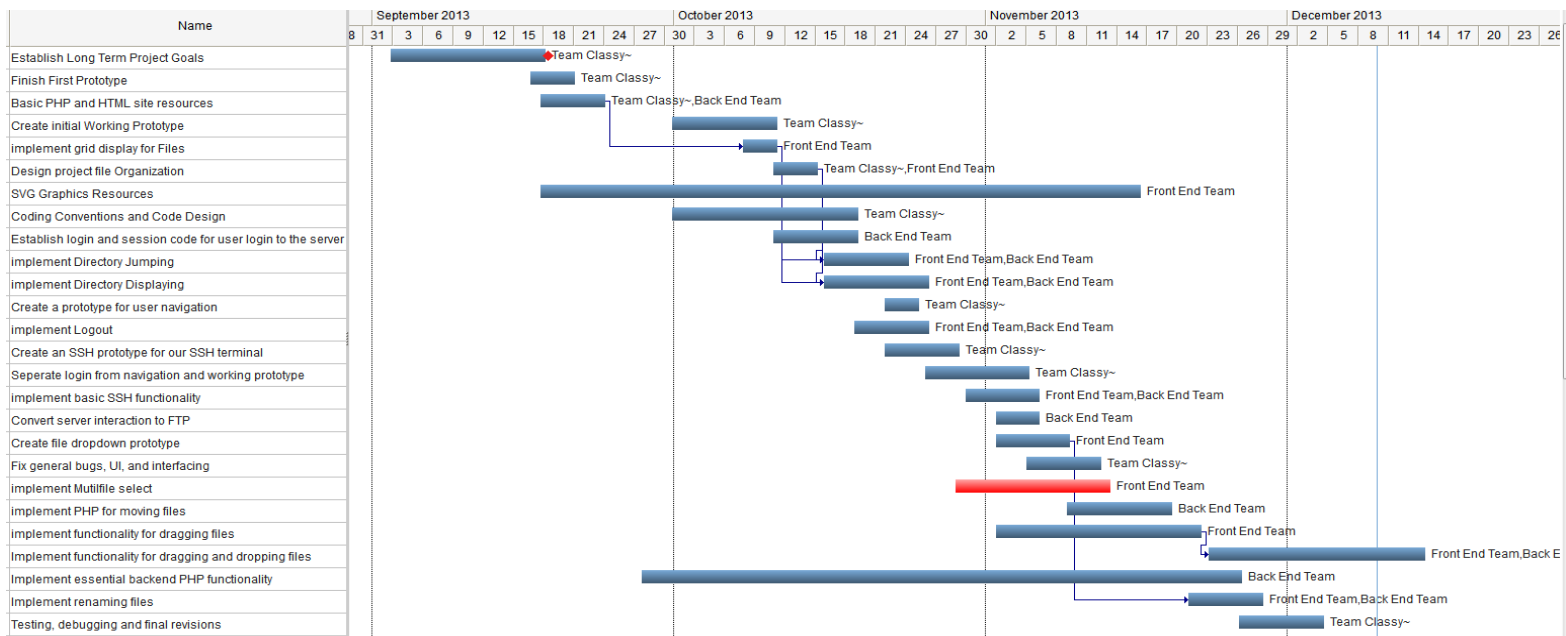 Name
September 2013 October 2013 November 2013 December 2013
8 31 3 6 9 12 15 18 21 24 27 30 3 6 9 12 15 18 21 24 27 30 2 5 8 11 14 17 20 23 26 29 2 5 8 11 14 17 20 23 26
Establish Long Term Project Goals Team Classy~
Finish First Prototype Team Classy~
Basic PHP and HTML site resources Team Classy~,Back End Team
Create initial Working Prototype Team Classy~
implement grid display for Files Front End Team
Design project file Organization Team Classy~,Front End Team
SVG Graphics Resources Front End Team
Coding Conventions and Code Design Team Classy~
Establish login and session code for user login to the server Back End Team
implement Directory Jumping Front End Team,Back End Team
implement Directory Displaying Front End Team,Back End Team
Create a prototype for user navigation Team Classy~
implement Logout Front End Team,Back End Team
Create an SSH prototype for our SSH terminal Team Classy~
Seperate login from navigation and working prototype Team Classy~
implement basic SSH functionality Front End Team,Back End Team
Convert server interaction to FTP Back End Team
Create file dropdown prototype Front End Team
Fix general bugs, UI, and interfacing Team Classy~
implement Mutilfile select Front End Team
implement PHP for moving files Back End Team
implement functionality for dragging files Front End Team
Implement functionality for dragging and dropping files Front End Team,Back E
Implement essential backend PHP functionality Back End Team
Implement renaming files Front End Team,Back End Team
Testing, debugging and final revisions Team Classy~